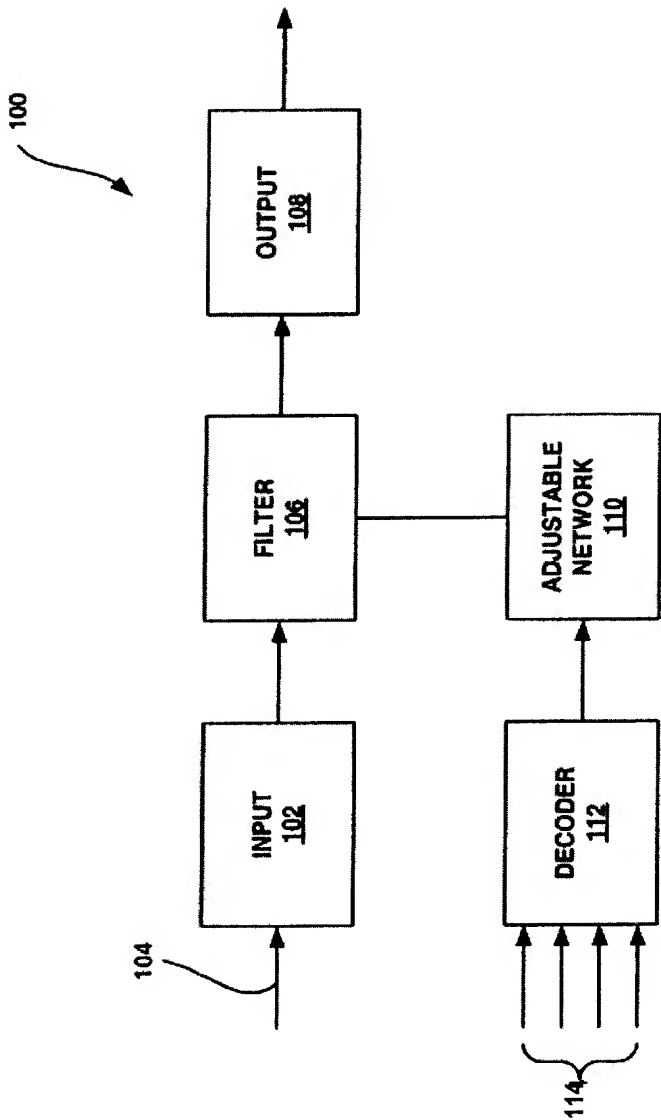 100
104
INPUT
102
FILTER
106
OUTPUT
108
114
DECODER
112
ADJUSTABLE
NETWORK
110